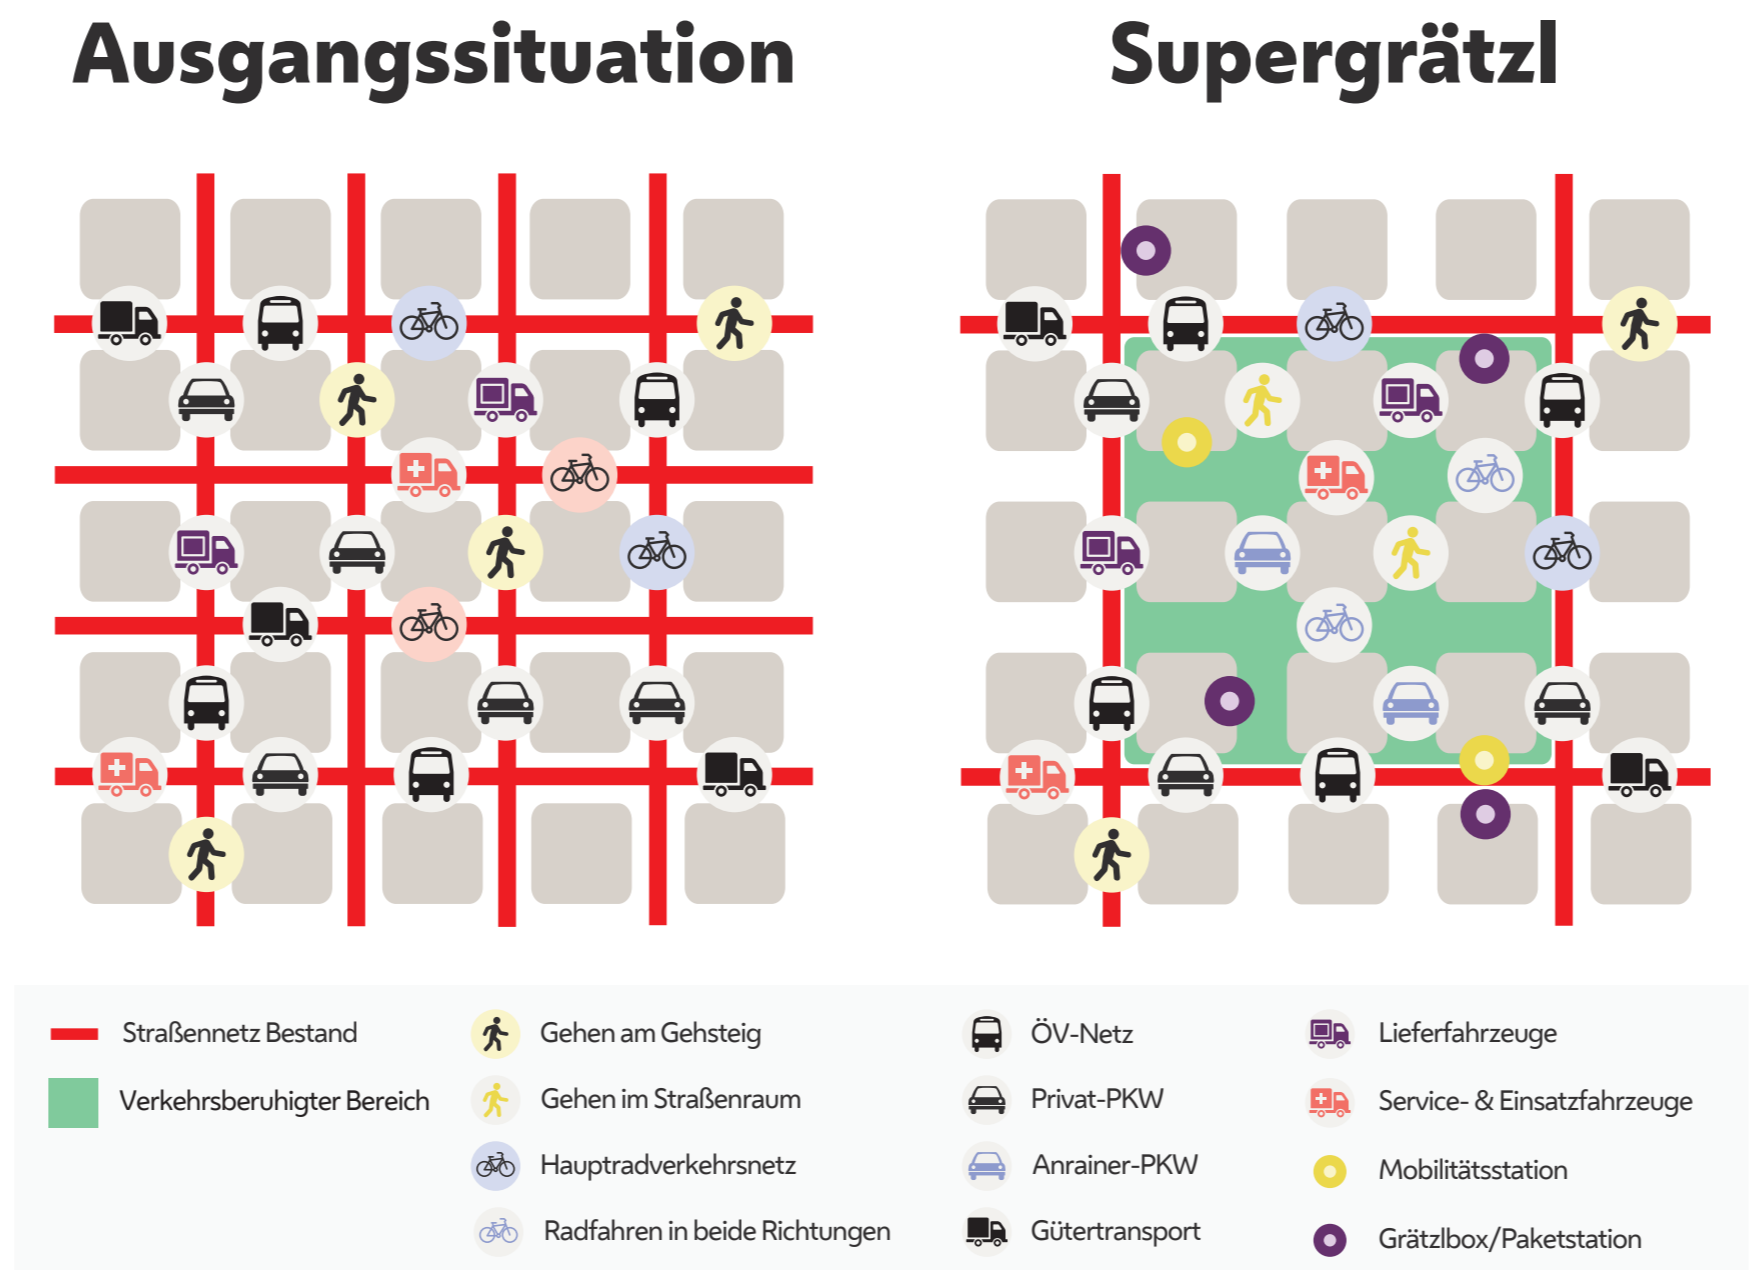 Ausgangssituation
Supergrätzl
Straßennetz Bestand
Verkehrsberuhigter Bereich
Gehen am Gehsteig
Gehen im Straßenraum
Hauptradverkehrsnetz
Radfahren in beide Richtungen
ÖV-Netz
Privat-PKW
Anrainer-PKW
Gütertransport
Lieferfahrzeuge
Service- & Einsatzfahrzeuge
Mobilitätsstation
Grätzlbox/Paketstation